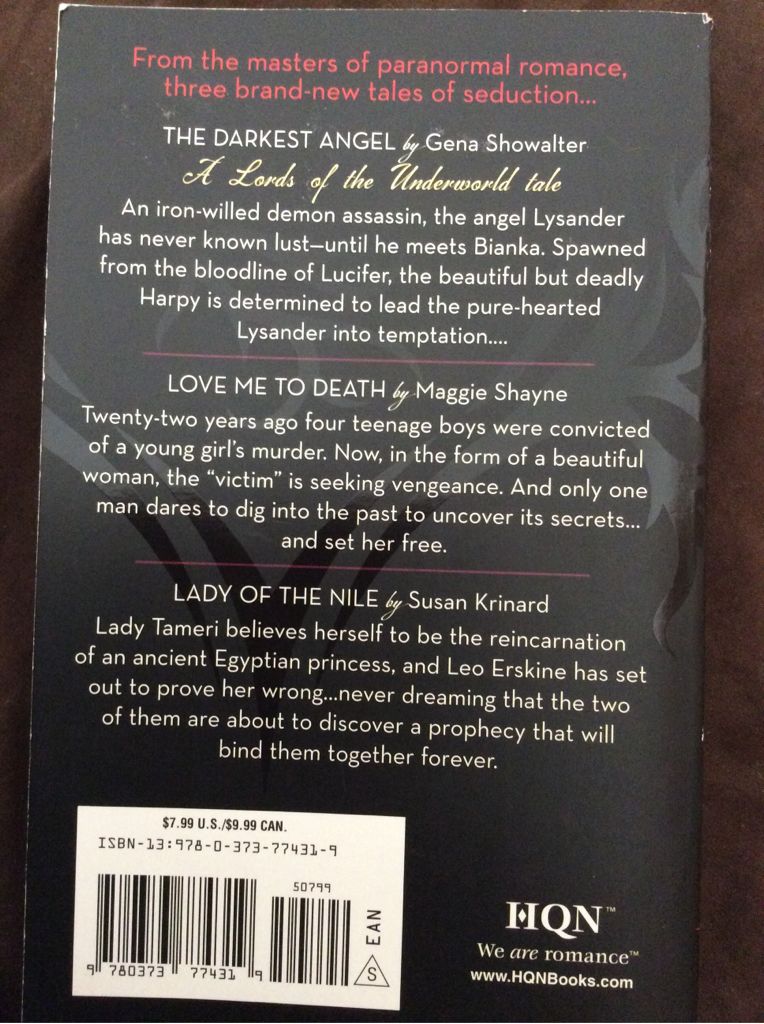 From the masters of paranormal romance,
three brand-new tales of seduction...
THE DARKEST ANGEL by Gena Showalter
A Lords of the Underworld tale
An iron-willed demon assassin, the angel Lysander
has never known lust—until he meets Bianka. Spawned
from the bloodline of Lucifer, the beautiful but deadly
Harpy is determined to lead the pure-hearted
Lysander into temptation....
LOVE ME TO DEATH by Maggie Shayne
Twenty-two years ago four teenage boys were convicted
of a young girl's murder. Now, in the form of a beautiful
woman, the "victim" is seeking vengeance. And only one
man dares to dig into the past to uncover its secrets...
and set her free.
LADY OF THE NILE by Susan Krinard
Lady Tameri believes herself to be the reincarnation
of an ancient Egyptian princess, and Leo Erskine has set
out to prove her wrong...never dreaming that the two
of them are about to discover a prophecy that will
bind them together forever.
$7.99 U.S./$9.99 CAN.
ISBN-13:978-0-373-77431-9
50799
EAN
S
9 780373 774319
HQN™
We are romance™
www.HQNBooks.com